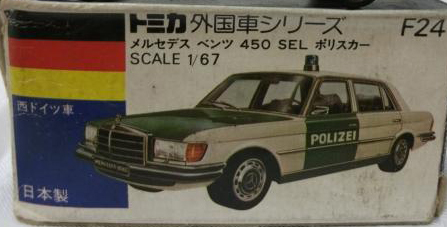 トミカ外国車シリーズ F24
メルセデス ベンツ 450 SEL ポリスカー
SCALE 1/67
西ドイツ車
POLIZEI
日本製